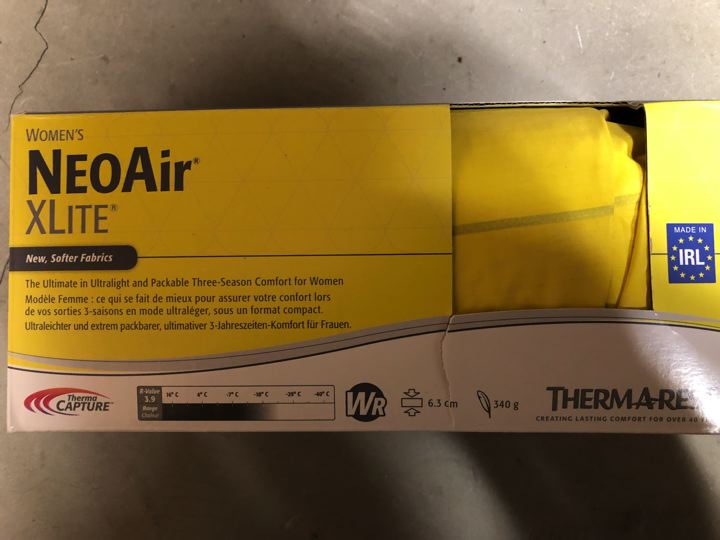 WOMEN'S
NEOAIR®
XLITE®
New, Softer Fabrics
The Ultimate in Ultralight and Packable Three-Season Comfort for Women
Modèle Femme : ce qui se fait de mieux pour assurer votre confort lors
de vos sorties 3-saisons en mode ultraléger, sous un format compact.
Ultraleichter und extrem packbarer, ultimativer 3-Jahreszeiten-Komfort für Frauen.
MADE IN
IRL
Therma
CAPTURE™
R-Value
3.9
Range
Chaleur
16° C 4° C -7° C -18° C -29° C -40° C
WR
6.3 cm
340 g
THERM-A-RE
CREATING LASTING COMFORT FOR OVER 40